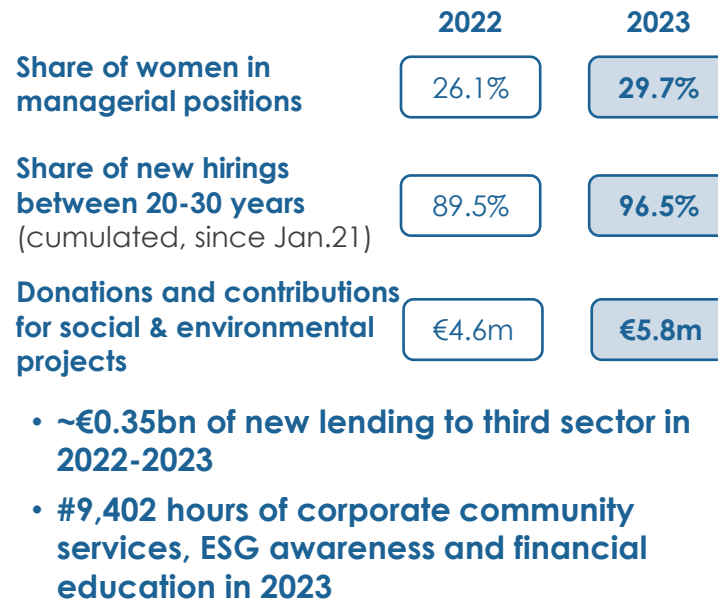 2022 2023
Share of women in
managerial positions
26.1% 29.7%
Share of new hirings
between 20-30 years
(cumulated, since Jan.21)
89.5% 96.5%
Donations and contributions
for social & environmental
projects
€4.6m €5.8m
• ~€0.35bn of new lending to third sector in
2022-2023
• #9,402 hours of corporate community
services, ESG awareness and financial
education in 2023